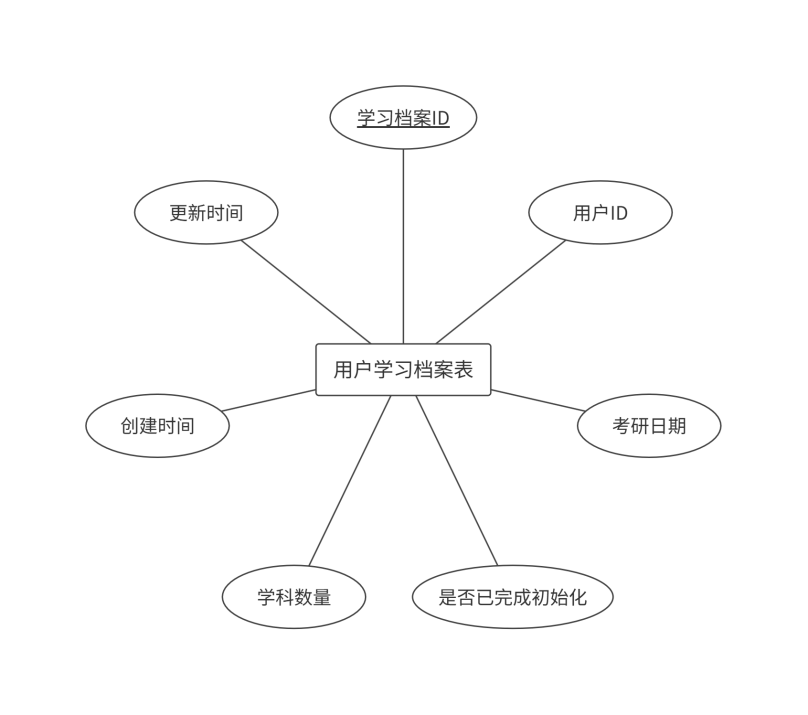 学习档案ID
更新时间
用户ID
用户学习档案表
创建时间
考研日期
学科数量
是否已完成初始化